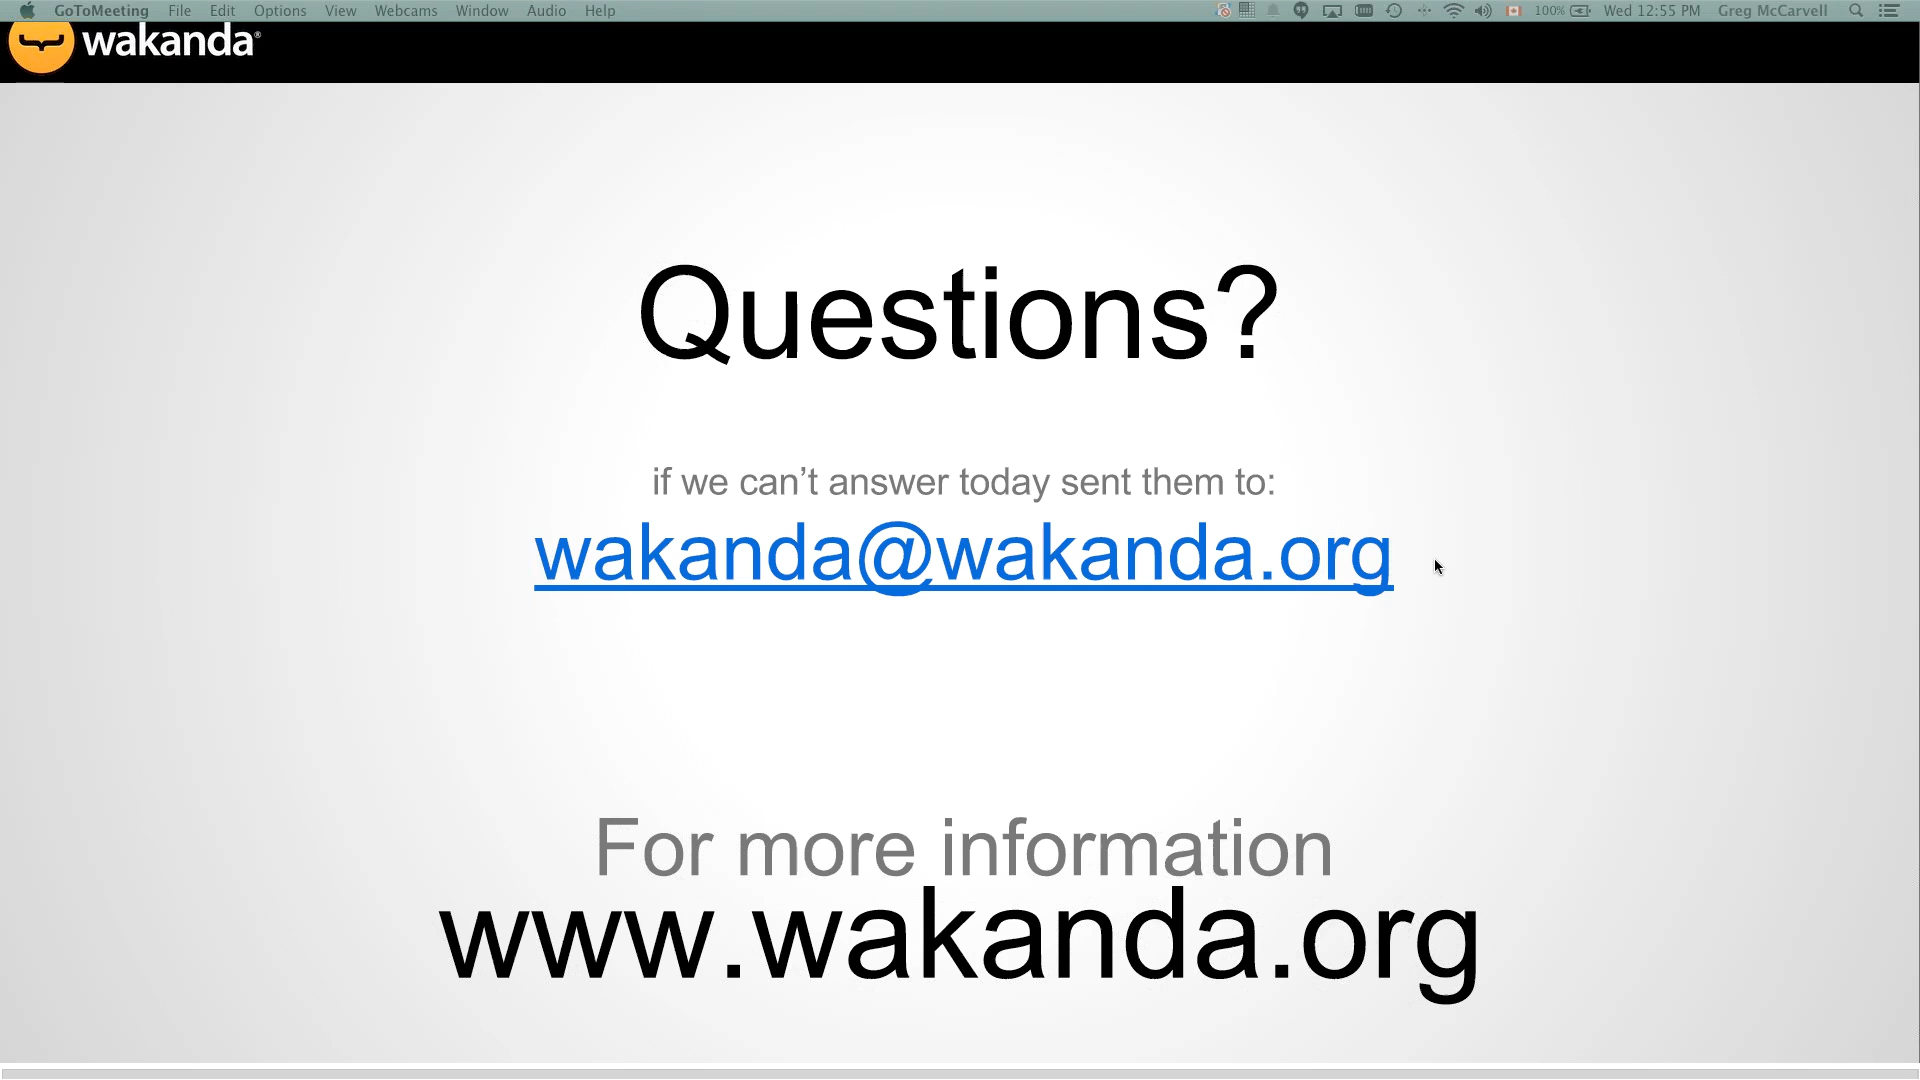 GoToMeeting File Edit Options View Webcams Window Audio Help 100% Wed 12:55 PM Greg McCarvell
wakanda®
Questions?
if we can’t answer today sent them to:
wakanda@wakanda.org
For more information
www.wakanda.org